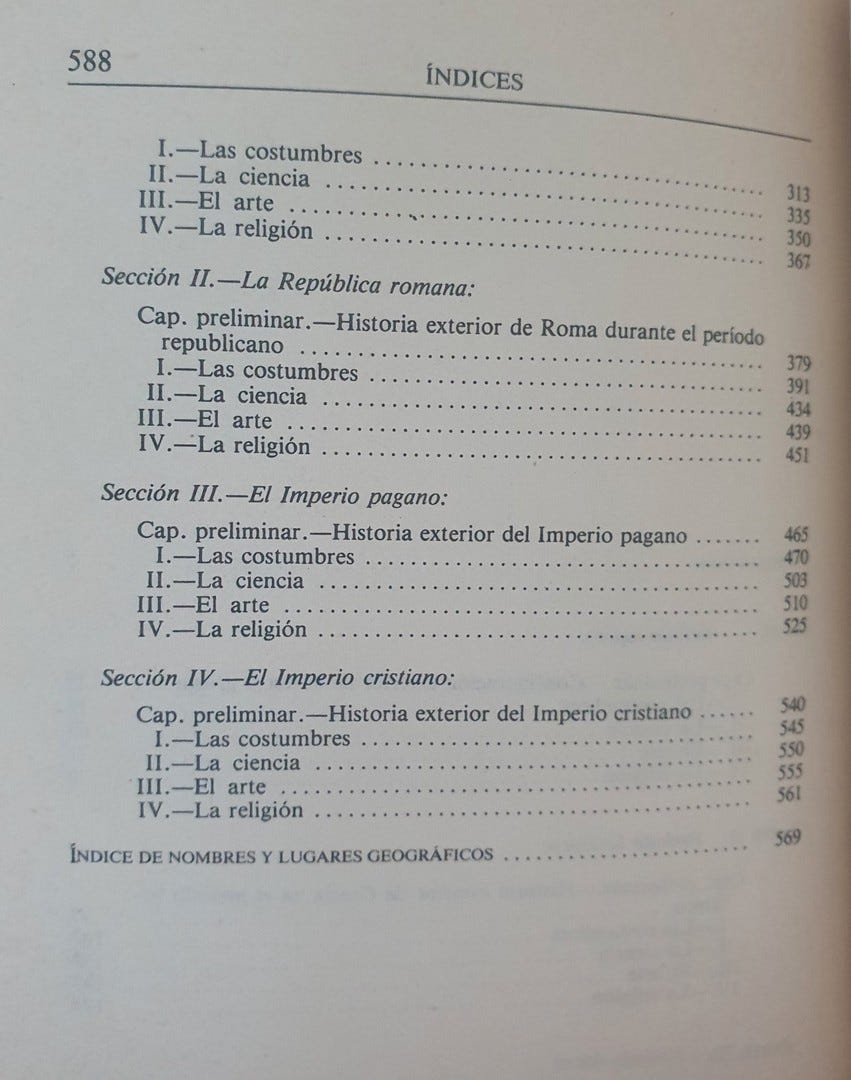 588
ÍNDICES
I.—Las costumbres ........ 313
II.—La ciencia ........ 335
III.—El arte ........ 350
IV.—La religión ........ 367
Sección II.—La República romana:
Cap. preliminar.—Historia exterior de Roma durante el período
republicano ........ 379
I.—Las costumbres ........ 391
II.—La ciencia ........ 434
III.—El arte ........ 439
IV.—La religión ........ 451
Sección III.—El Imperio pagano:
Cap. preliminar.—Historia exterior del Imperio pagano ....... 465
I.—Las costumbres ........ 470
II.—La ciencia ........ 503
III.—El arte ........ 510
IV.—La religión ........ 525
Sección IV.—El Imperio cristiano:
Cap. preliminar.—Historia exterior del Imperio cristiano ...... 540
I.—Las costumbres ........ 545
II.—La ciencia ........ 550
III.—El arte ........ 555
IV.—La religión ........ 561
ÍNDICE DE NOMBRES Y LUGARES GEOGRÁFICOS ........ 569